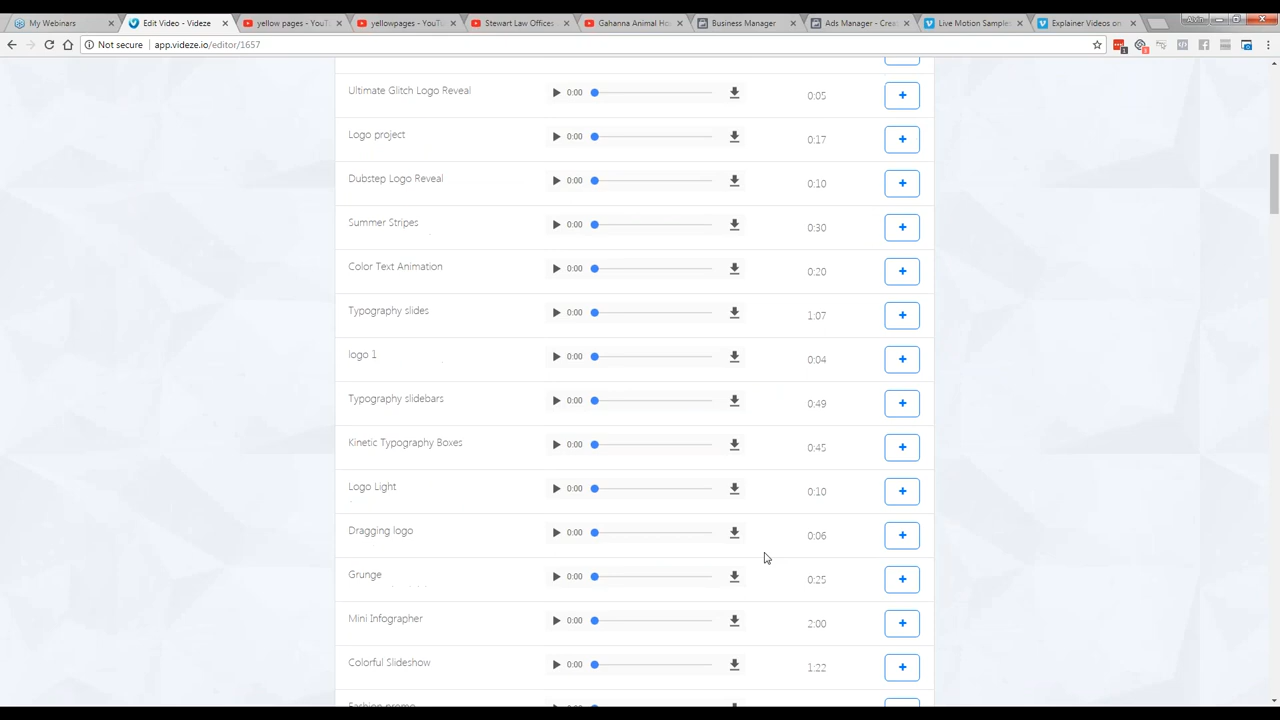 My Webinars
Edit Video - Videze
yellow pages - YouT
yellowpages - YouTu
Stewart Law Offices
Gahanna Animal Ho
Business Manager
Ads Manager - Crea
Live Motion Sample
Explainer Videos on
Not secure | app.videze.io/editor/1657
Ultimate Glitch Logo Reveal 0:00 0:05 +
Logo project 0:00 0:17 +
Dubstep Logo Reveal 0:00 0:10 +
Summer Stripes 0:00 0:30 +
Color Text Animation 0:00 0:20 +
Typography slides 0:00 1:07 +
logo 1 0:00 0:04 +
Typography slidebars 0:00 0:49 +
Kinetic Typography Boxes 0:00 0:45 +
Logo Light 0:00 0:10 +
Dragging logo 0:00 0:06 +
Grunge 0:00 0:25 +
Mini Infographer 0:00 2:00 +
Colorful Slideshow 0:00 1:22 +
Fashion promo